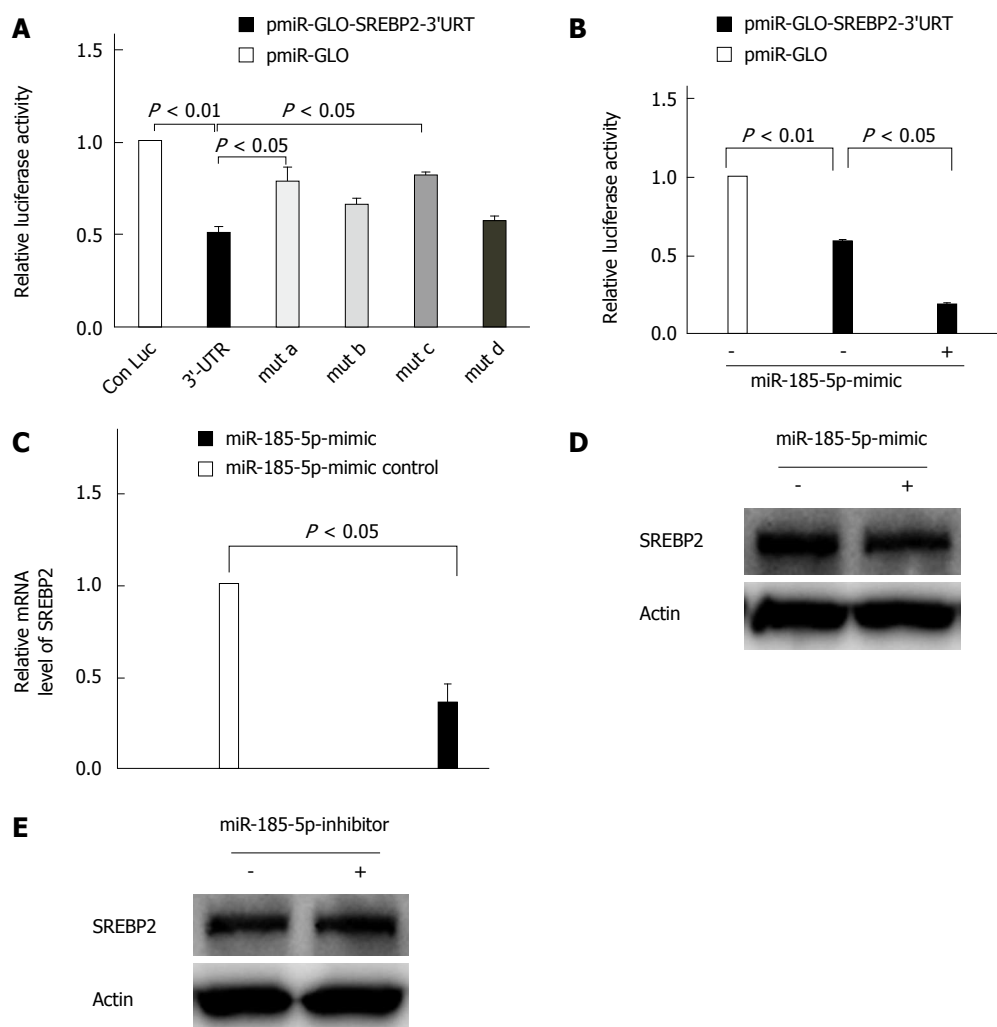 A
pmiR-GLO-SREBP2-3'URT
pmiR-GLO
Relative luciferase activity
1.5
1.0
0.5
0.0
P < 0.01
P < 0.05
P < 0.05
Con Luc
3'-UTR
mut a
mut b
mut c
mut d
B
pmiR-GLO-SREBP2-3'URT
pmiR-GLO
Relative luciferase activity
1.5
1.0
0.5
0.0
P < 0.01
P < 0.05
- - +
miR-185-5p-mimic
C
miR-185-5p-mimic
miR-185-5p-mimic control
Relative mRNA
level of SREBP2
1.5
1.0
0.5
0.0
P < 0.05
D
miR-185-5p-mimic
- +
SREBP2
Actin
E
miR-185-5p-inhibitor
- +
SREBP2
Actin